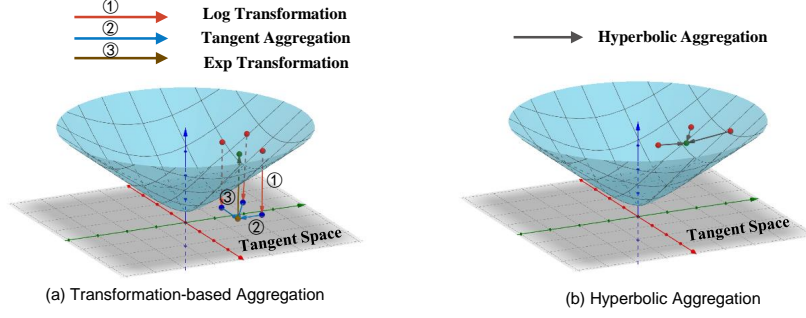 ① Log Transformation
② Tangent Aggregation
③ Exp Transformation
Hyperbolic Aggregation
①
③
②
Tangent Space
Tangent Space
(a) Transformation-based Aggregation
(b) Hyperbolic Aggregation